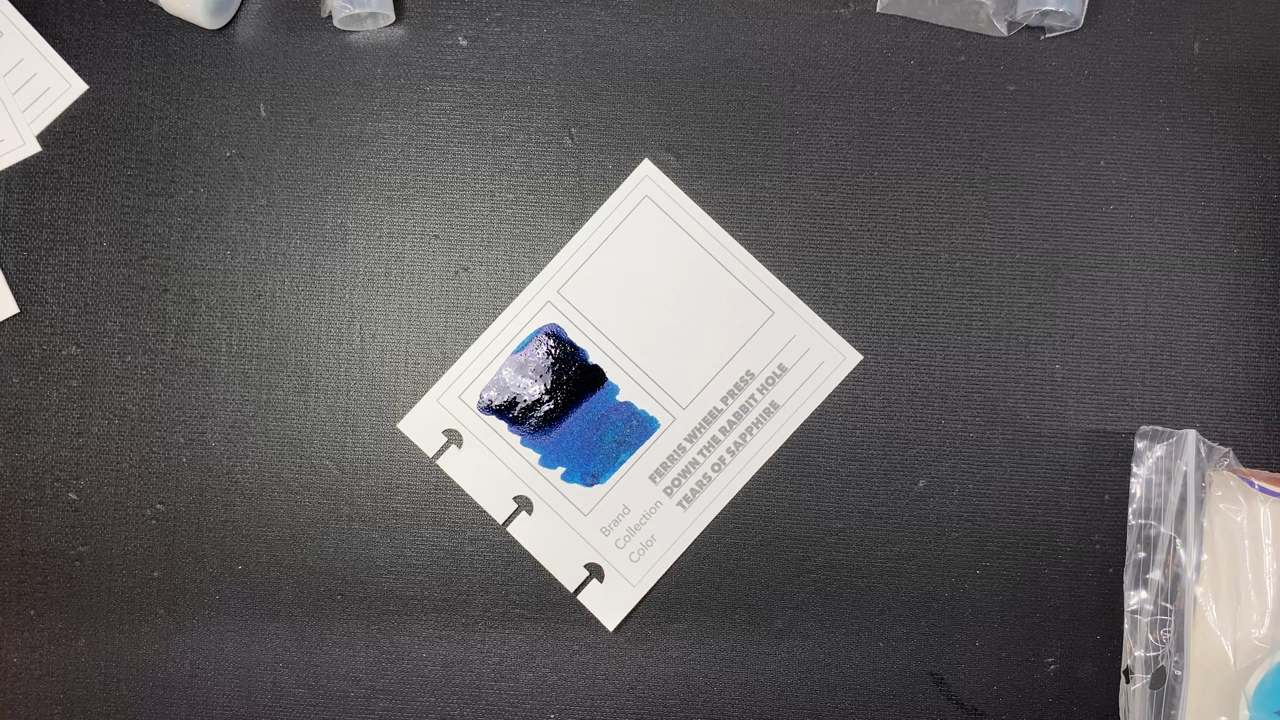 Brand FERRIS WHEEL PRESS
Collection DOWN THE RABBIT HOLE
Color TEARS OF SAPPHIRE